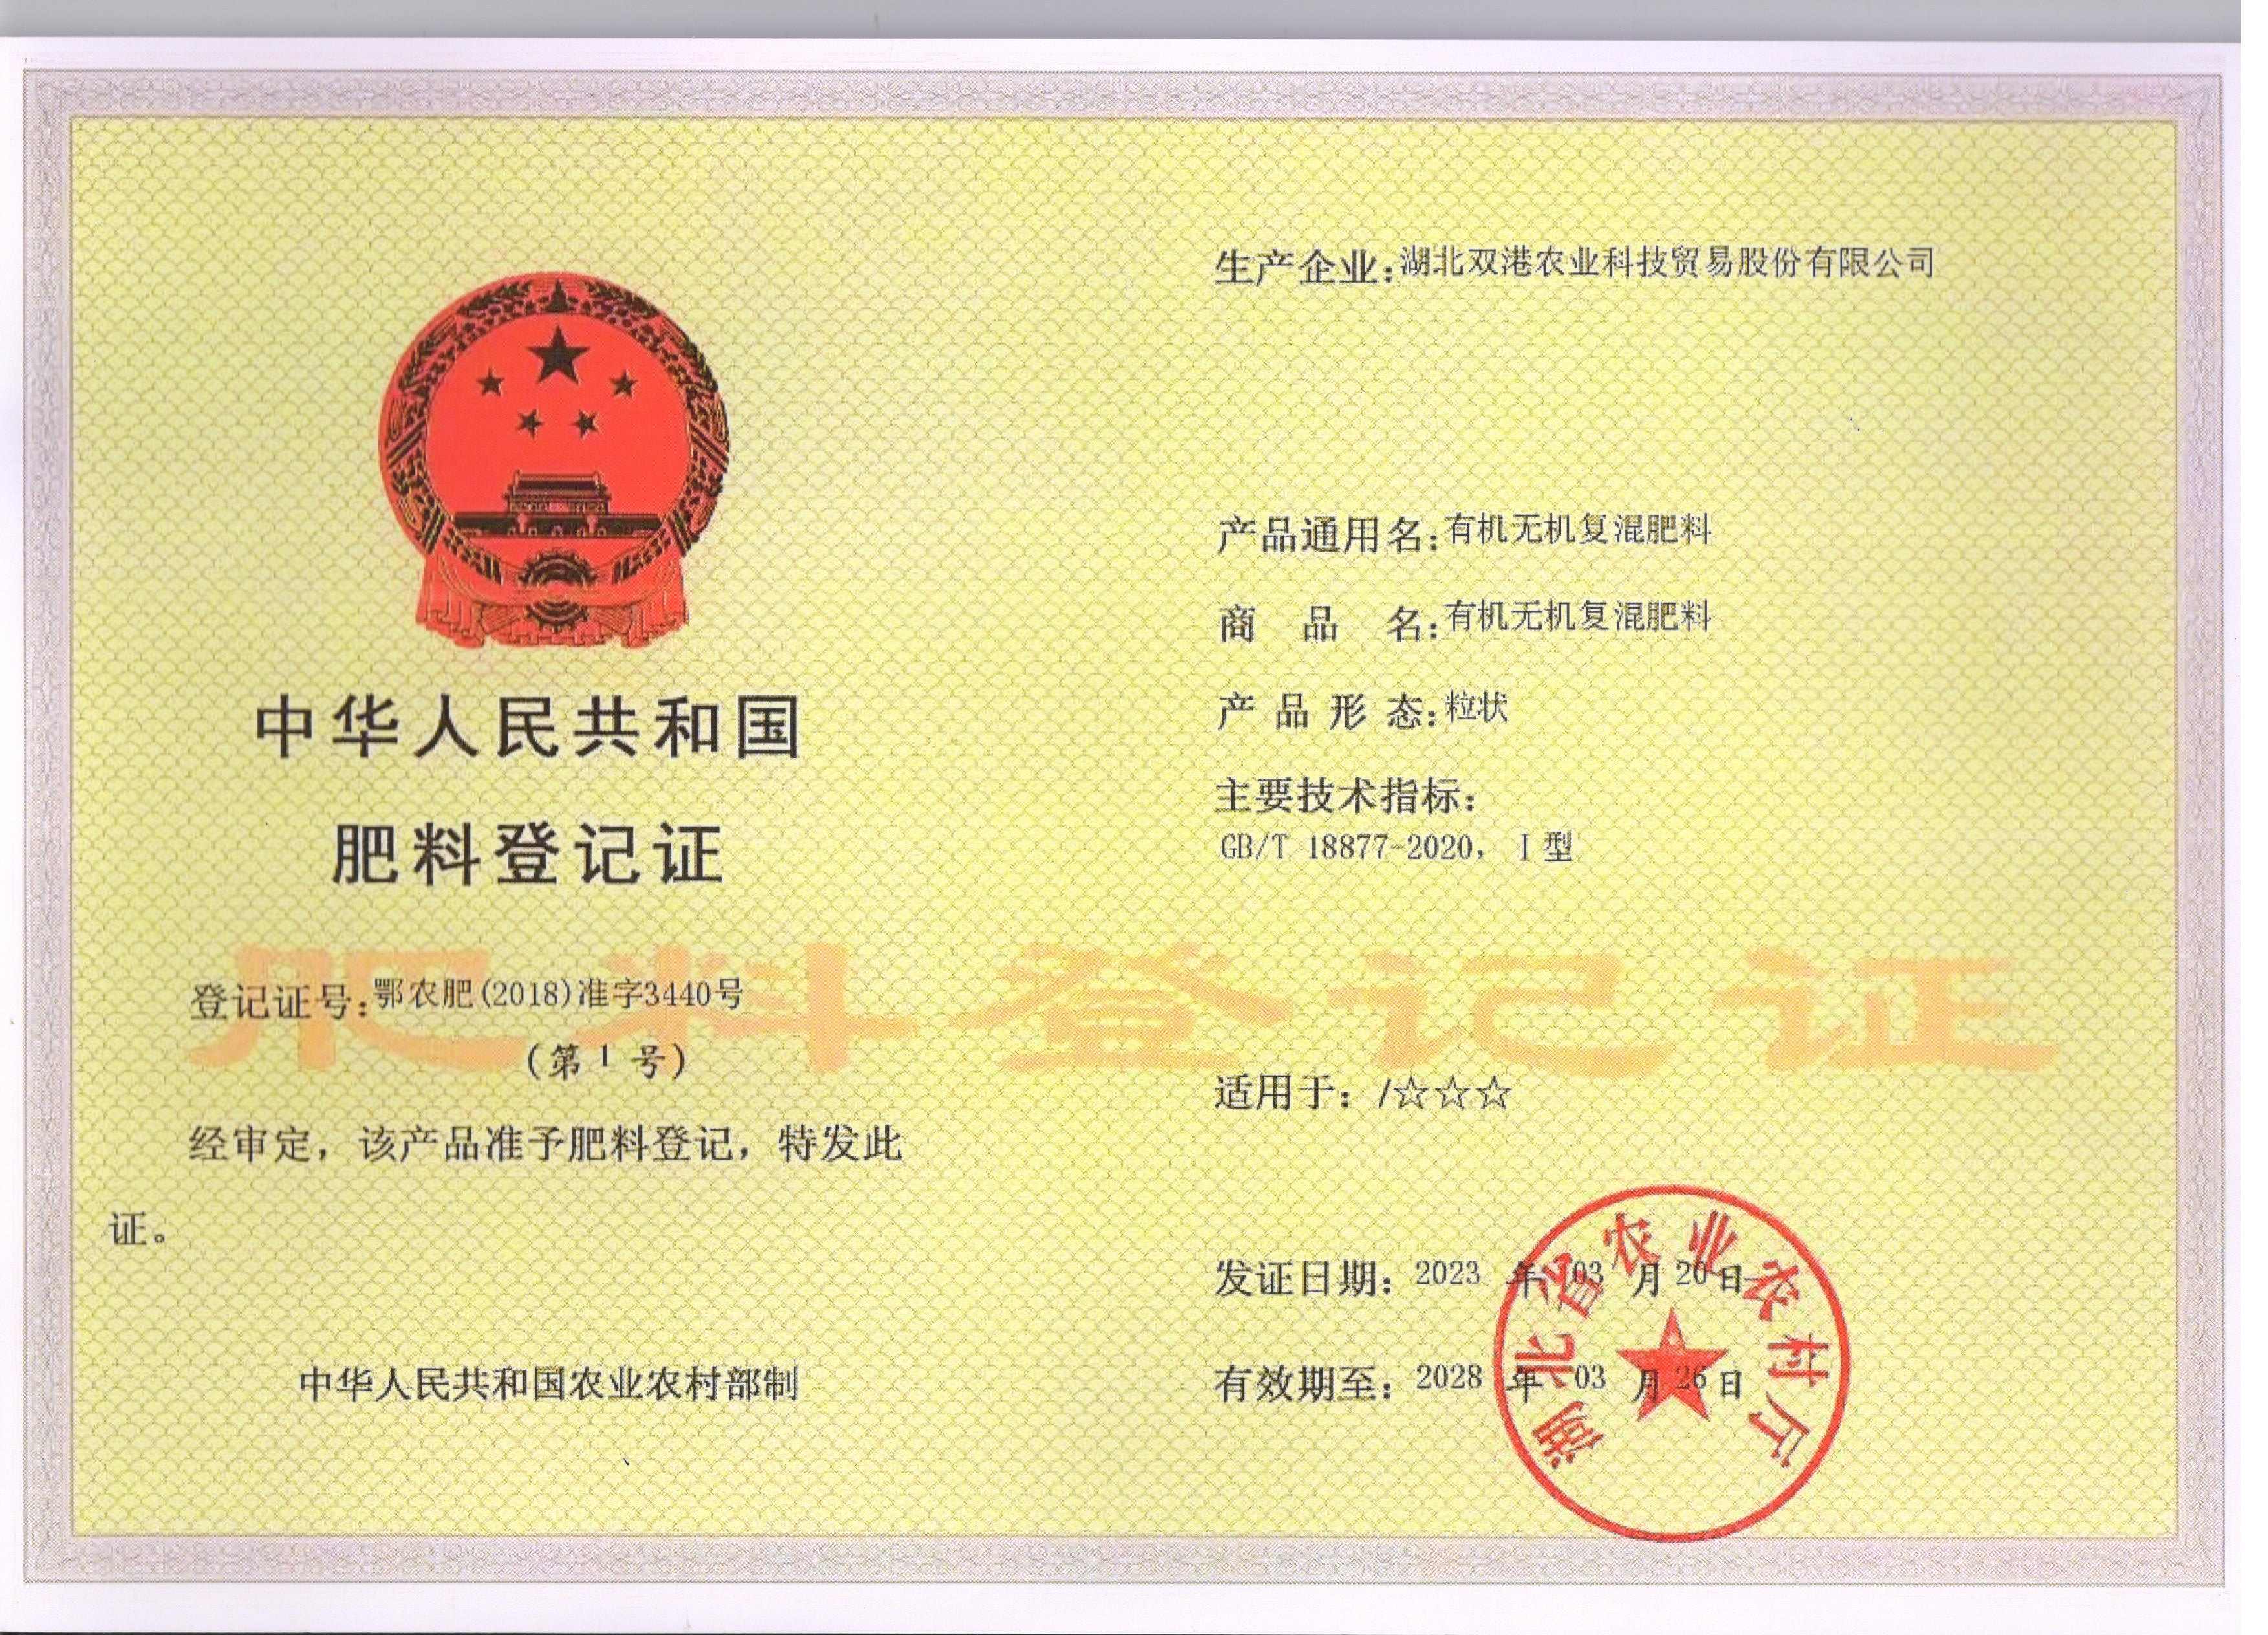 中华人民共和国
肥料登记证
登记证号:鄂农肥(2018)准字3440号
(第 1 号)
经审定，该产品准予肥料登记，特发此
证。
中华人民共和国农业农村部制
生产企业:湖北双港农业科技贸易股份有限公司
产品通用名:有机无机复混肥料
商 品 名:有机无机复混肥料
产 品 形 态:粒状
主要技术指标:
GB/T 18877-2020, Ⅰ型
适用于: /☆☆☆
发证日期: 2023 年 03 月 20 日
有效期至: 2028 年 03 月 26 日
肥料登记证
湖北省农业农村厅